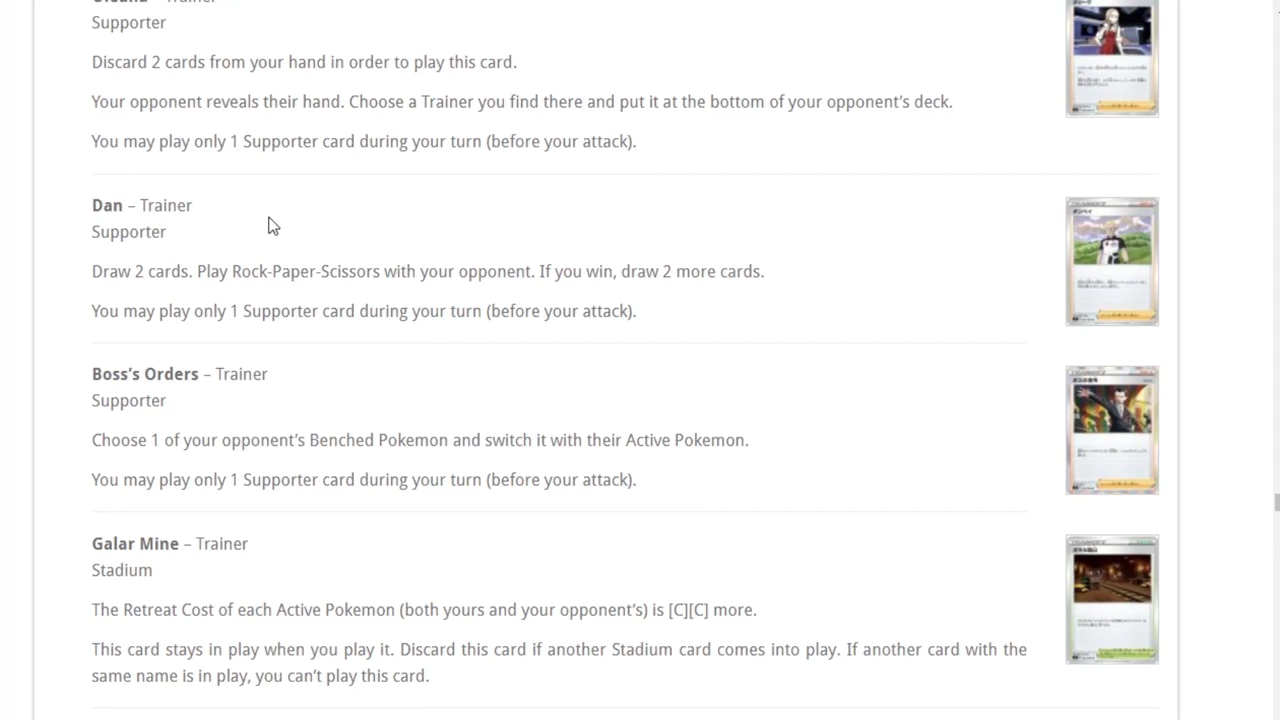 Oleana – Trainer
Supporter
Discard 2 cards from your hand in order to play this card.
Your opponent reveals their hand. Choose a Trainer you find there and put it at the bottom of your opponent's deck.
You may play only 1 Supporter card during your turn (before your attack).
Dan – Trainer
Supporter
Draw 2 cards. Play Rock-Paper-Scissors with your opponent. If you win, draw 2 more cards.
You may play only 1 Supporter card during your turn (before your attack).
Boss's Orders – Trainer
Supporter
Choose 1 of your opponent's Benched Pokemon and switch it with their Active Pokemon.
You may play only 1 Supporter card during your turn (before your attack).
Galar Mine – Trainer
Stadium
The Retreat Cost of each Active Pokemon (both yours and your opponent's) is [C][C] more.
This card stays in play when you play it. Discard this card if another Stadium card comes into play. If another card with the
same name is in play, you can't play this card.